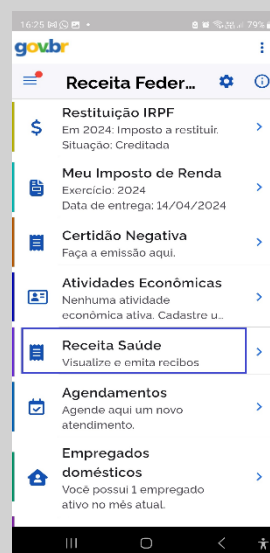 16:25
79%
gov.br
Receita Feder...
Restituição IRPF
Em 2024: Imposto a restituir.
Situação: Creditada
Meu Imposto de Renda
Exercício: 2024
Data de entrega: 14/04/2024
Certidão Negativa
Faça a emissão aqui.
Atividades Econômicas
Nenhuma atividade
econômica ativa. Cadastre u...
Receita Saúde
Visualize e emita recibos
Agendamentos
Agende aqui um novo
atendimento.
Empregados
domésticos
Você possui 1 empregado
ativo no mês atual.